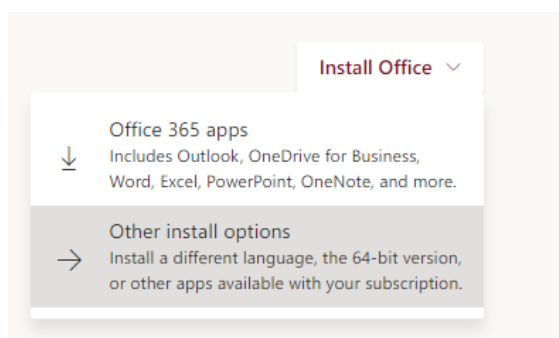 Install Office
Office 365 apps
Includes Outlook, OneDrive for Business,
Word, Excel, PowerPoint, OneNote, and more.
Other install options
Install a different language, the 64-bit version,
or other apps available with your subscription.